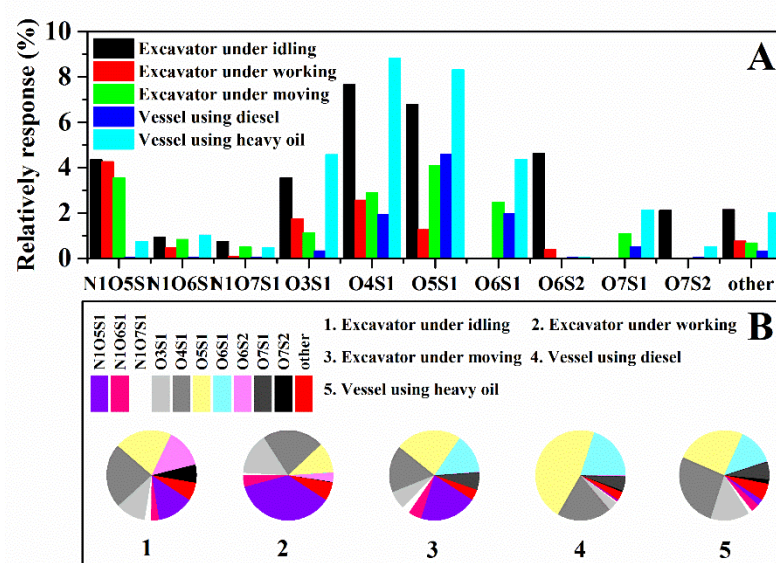 Relatively response (%)
10
8
6
4
2
0
A
Excavator under idling
Excavator under working
Excavator under moving
Vessel using diesel
Vessel using heavy oil
N1O5S1 N1O6S1 N1O7S1 O3S1 O4S1 O5S1 O6S1 O6S2 O7S1 O7S2 other
B
N1O5S1
N1O6S1
N1O7S1
O3S1
O4S1
O5S1
O6S1
O6S2
O7S1
O7S2
other
1. Excavator under idling 2. Excavator under working
3. Excavator under moving 4. Vessel using diesel
5. Vessel using heavy oil
1 2 3 4 5